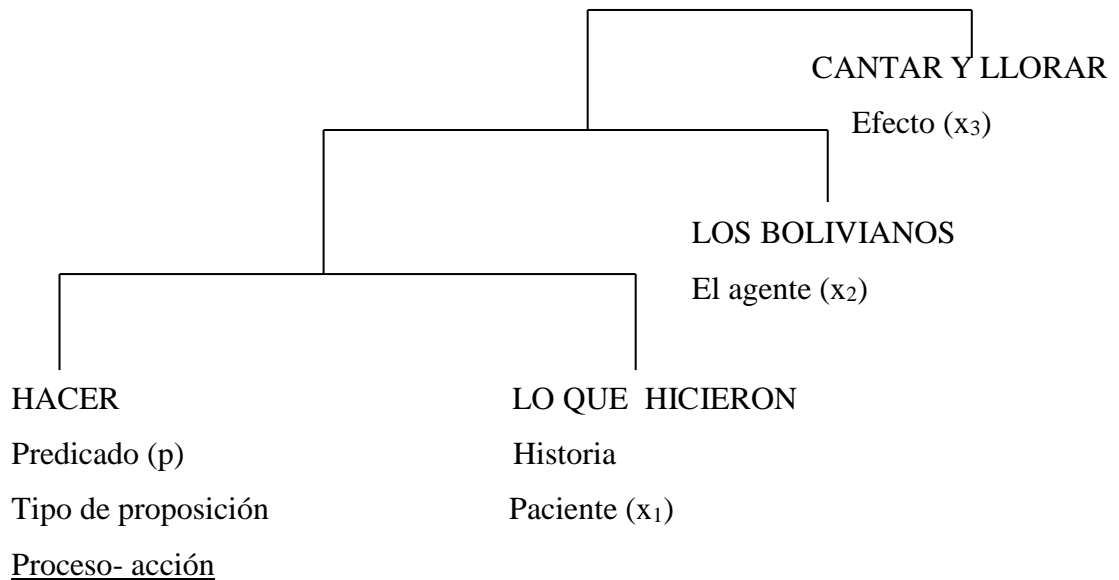 CANTAR Y LLORAR
Efecto (x₃)
LOS BOLIVIANOS
El agente (x₂)
HACER
Predicado (p)
Tipo de proposición
Proceso- acción
LO QUE HICIERON
Historia
Paciente (x₁)